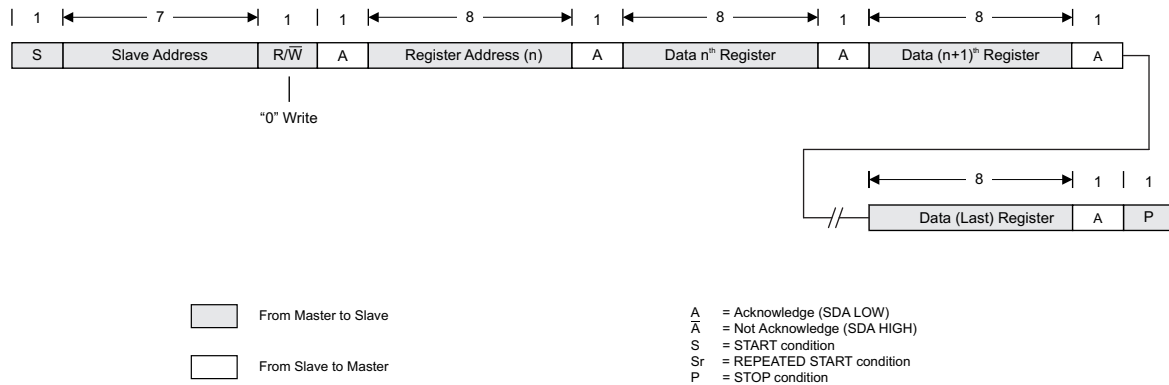 1 7 1 1 8 1 8 1 8 1
S Slave Address R/W̅ A Register Address (n) A Data nth Register A Data (n+1)th Register A
“0” Write
8 1 1
Data (Last) Register A P
From Master to Slave
From Slave to Master
A = Acknowledge (SDA LOW)
A̅ = Not Acknowledge (SDA HIGH)
S = START condition
Sr = REPEATED START condition
P = STOP condition